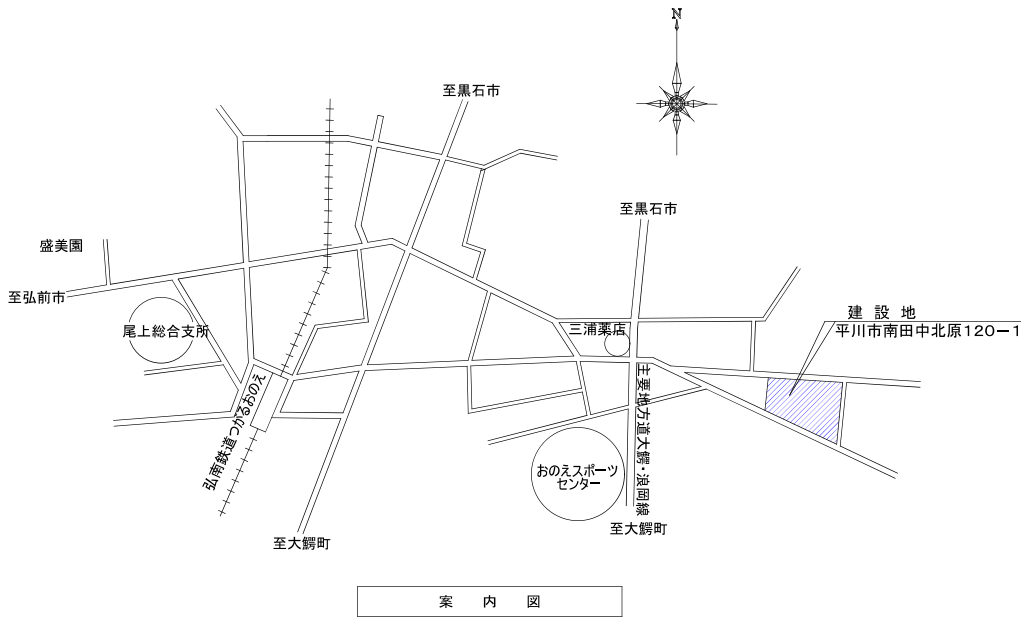 N
至黒石市
至黒石市
盛美園
至弘前市
尾上総合支所
三浦薬店
建設地
平川市南田中北原120-1
弘南鉄道つがるおのえ
主要地方道大鰐・浪岡線
おのえスポーツ
センター
至大鰐町
至大鰐町
案内図